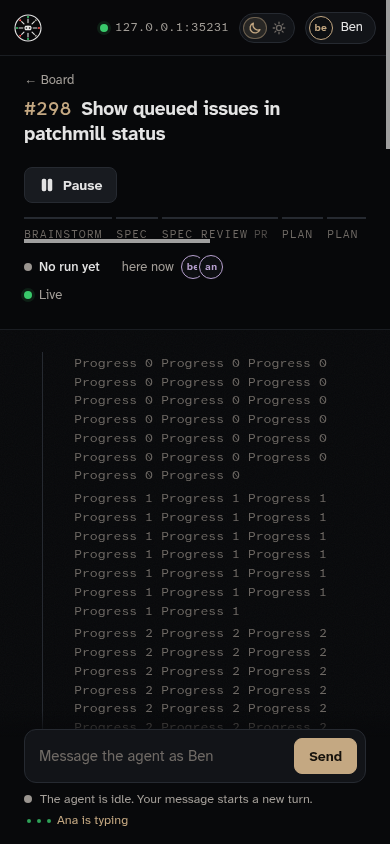 127.0.0.1:35231
be
Ben
← Board
#298 Show queued issues in
patchmill status
Pause
BRAINSTORM SPEC SPEC REVIEW PR PLAN PLAN
No run yet here now be an
Live
Progress 0 Progress 0 Progress 0
Progress 0 Progress 0 Progress 0
Progress 0 Progress 0 Progress 0
Progress 0 Progress 0 Progress 0
Progress 0 Progress 0 Progress 0
Progress 0 Progress 0 Progress 0
Progress 0 Progress 0
Progress 1 Progress 1 Progress 1
Progress 1 Progress 1 Progress 1
Progress 1 Progress 1 Progress 1
Progress 1 Progress 1 Progress 1
Progress 1 Progress 1 Progress 1
Progress 1 Progress 1 Progress 1
Progress 1 Progress 1
Progress 2 Progress 2 Progress 2
Progress 2 Progress 2 Progress 2
Progress 2 Progress 2 Progress 2
Progress 2 Progress 2 Progress 2
Progress 2 Progress 2 Progress 2
Progress 2 Progress 2 Progress 2
Message the agent as Ben
Send
The agent is idle. Your message starts a new turn.
Ana is typing